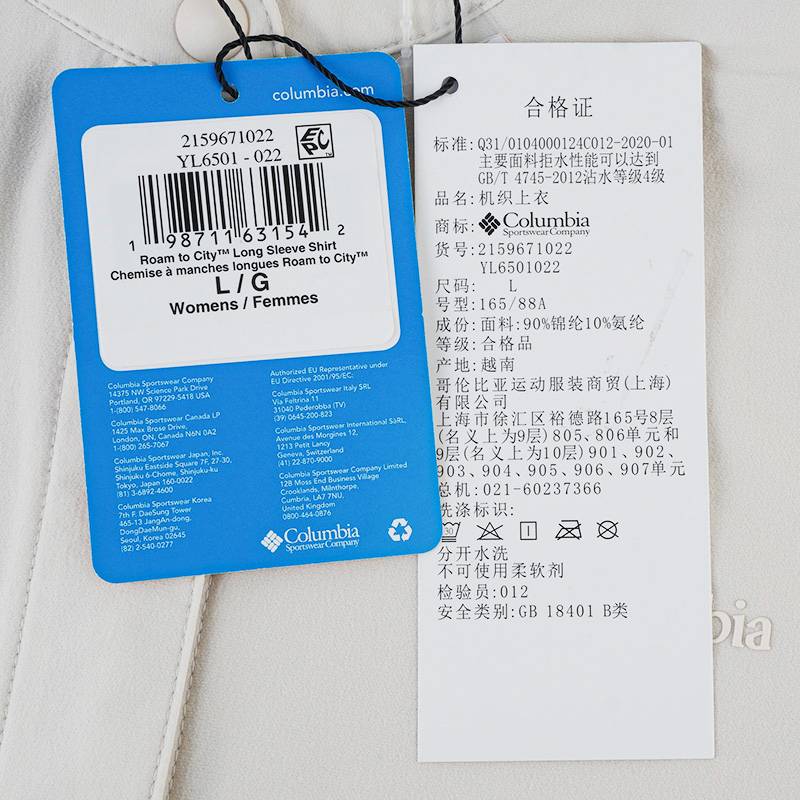 columbia.com
2159671022
YL6501 - 022
EPC™
1 98711 63154 2
Roam to City™ Long Sleeve Shirt
Chemise à manches longues Roam to City™
L / G
Womens / Femmes
Columbia Sportswear Company
14375 NW Science Park Drive
Portland, OR 97229-5418 USA
1-(800) 547-8066
Columbia Sportswear Canada LP
1425 Max Brose Drive,
London, ON, Canada N6N 0A2
1-(800) 265-7067
Columbia Sportswear Japan, Inc.
Shinjuku Eastside Square 7F, 27-30,
Shinjuku 6-Chome, Shinjuku-ku
Tokyo, Japan 160-0022
(81) 3-6892-4600
Columbia Sportswear Korea
7th F. DaeSung Tower
465-13 JangAn-dong,
DongDaeMun-gu,
Seoul, Korea 02645
(82) 2-540-0277
Authorized EU Representative under
EU Directive 2001/95/EC:
Columbia Sportswear Italy SRL
Via Feltrina 11
31040 Pederobba (TV)
(39) 0645-200-823
Columbia Sportswear International SàRL,
Avenue des Morgines 12,
1213 Petit Lancy
Geneva, Switzerland
(41) 22-870-9000
Columbia Sportswear Company Limited
12B Moss End Business Village
Crooklands, Milnthorpe,
Cumbria, LA7 7NU,
United Kingdom
0800-464-0876
Columbia
Sportswear Company
合格证
标准:Q31/0104000124C012-2020-01
主要面料拒水性能可以达到
GB/T 4745-2012沾水等级4级
品名:机织上衣
商标:Columbia
Sportswear Company
货号:2159671022
YL6501022
尺码: L
号型:165/88A
成份:面料:90%锦纶10%氨纶
等级:合格品
产地:越南
哥伦比亚运动服装商贸(上海)
有限公司
上海市徐汇区裕德路165号8层
(名义上为9层)805、806单元和
9层(名义上为10层)901、902、
903、904、905、906、907单元
总机:021-60237366
洗涤标识:
分开水洗
不可使用柔软剂
检验员:012
安全类别:GB 18401 B类
bia